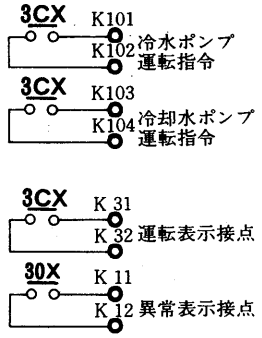 3CX K101
K102 冷水ポンプ
運転指令
3CX K103
K104 冷却水ポンプ
運転指令
3CX K 31
K 32 運転表示接点
30X K 11
K 12 異常表示接点